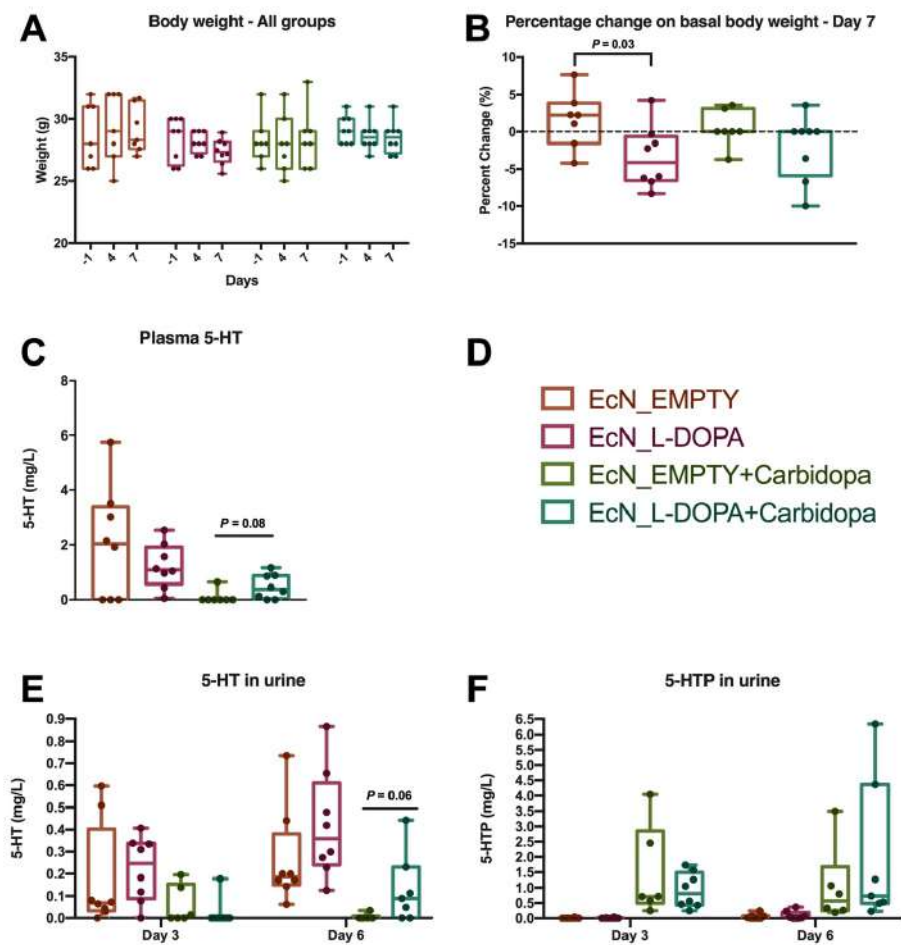 A
Body weight - All groups
Weight (g)
35
30
25
20
-1 4 7 -1 4 7 -1 4 7 -1 4 7
Days
B
Percentage change on basal body weight - Day 7
P = 0.03
Percent Change (%)
10
5
0
-5
-10
-15
C
Plasma 5-HT
5-HT (mg/L)
8
6
4
2
0
P = 0.08
D
EcN_EMPTY
EcN_L-DOPA
EcN_EMPTY+Carbidopa
EcN_L-DOPA+Carbidopa
E
5-HT in urine
5-HT (mg/L)
0.9
0.8
0.7
0.6
0.5
0.4
0.3
0.2
0.1
0.0
P = 0.06
Day 3 Day 6
F
5-HTP in urine
5-HTP (mg/L)
6.5
6.0
5.5
5.0
4.5
4.0
3.5
3.0
2.5
2.0
1.5
1.0
0.5
0.0
Day 3 Day 6